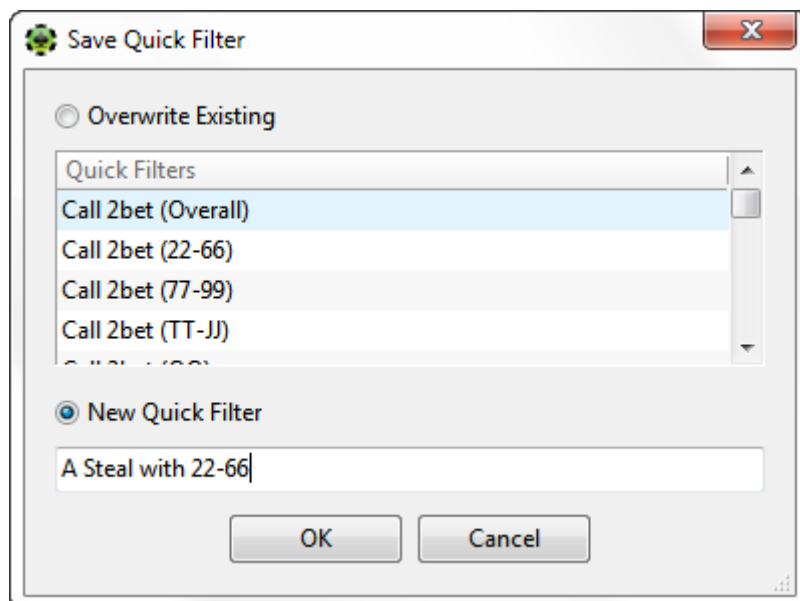 Save Quick Filter
Overwrite Existing
Quick Filters
Call 2bet (Overall)
Call 2bet (22-66)
Call 2bet (77-99)
Call 2bet (TT-JJ)
New Quick Filter
A Steal with 22-66
OK
Cancel